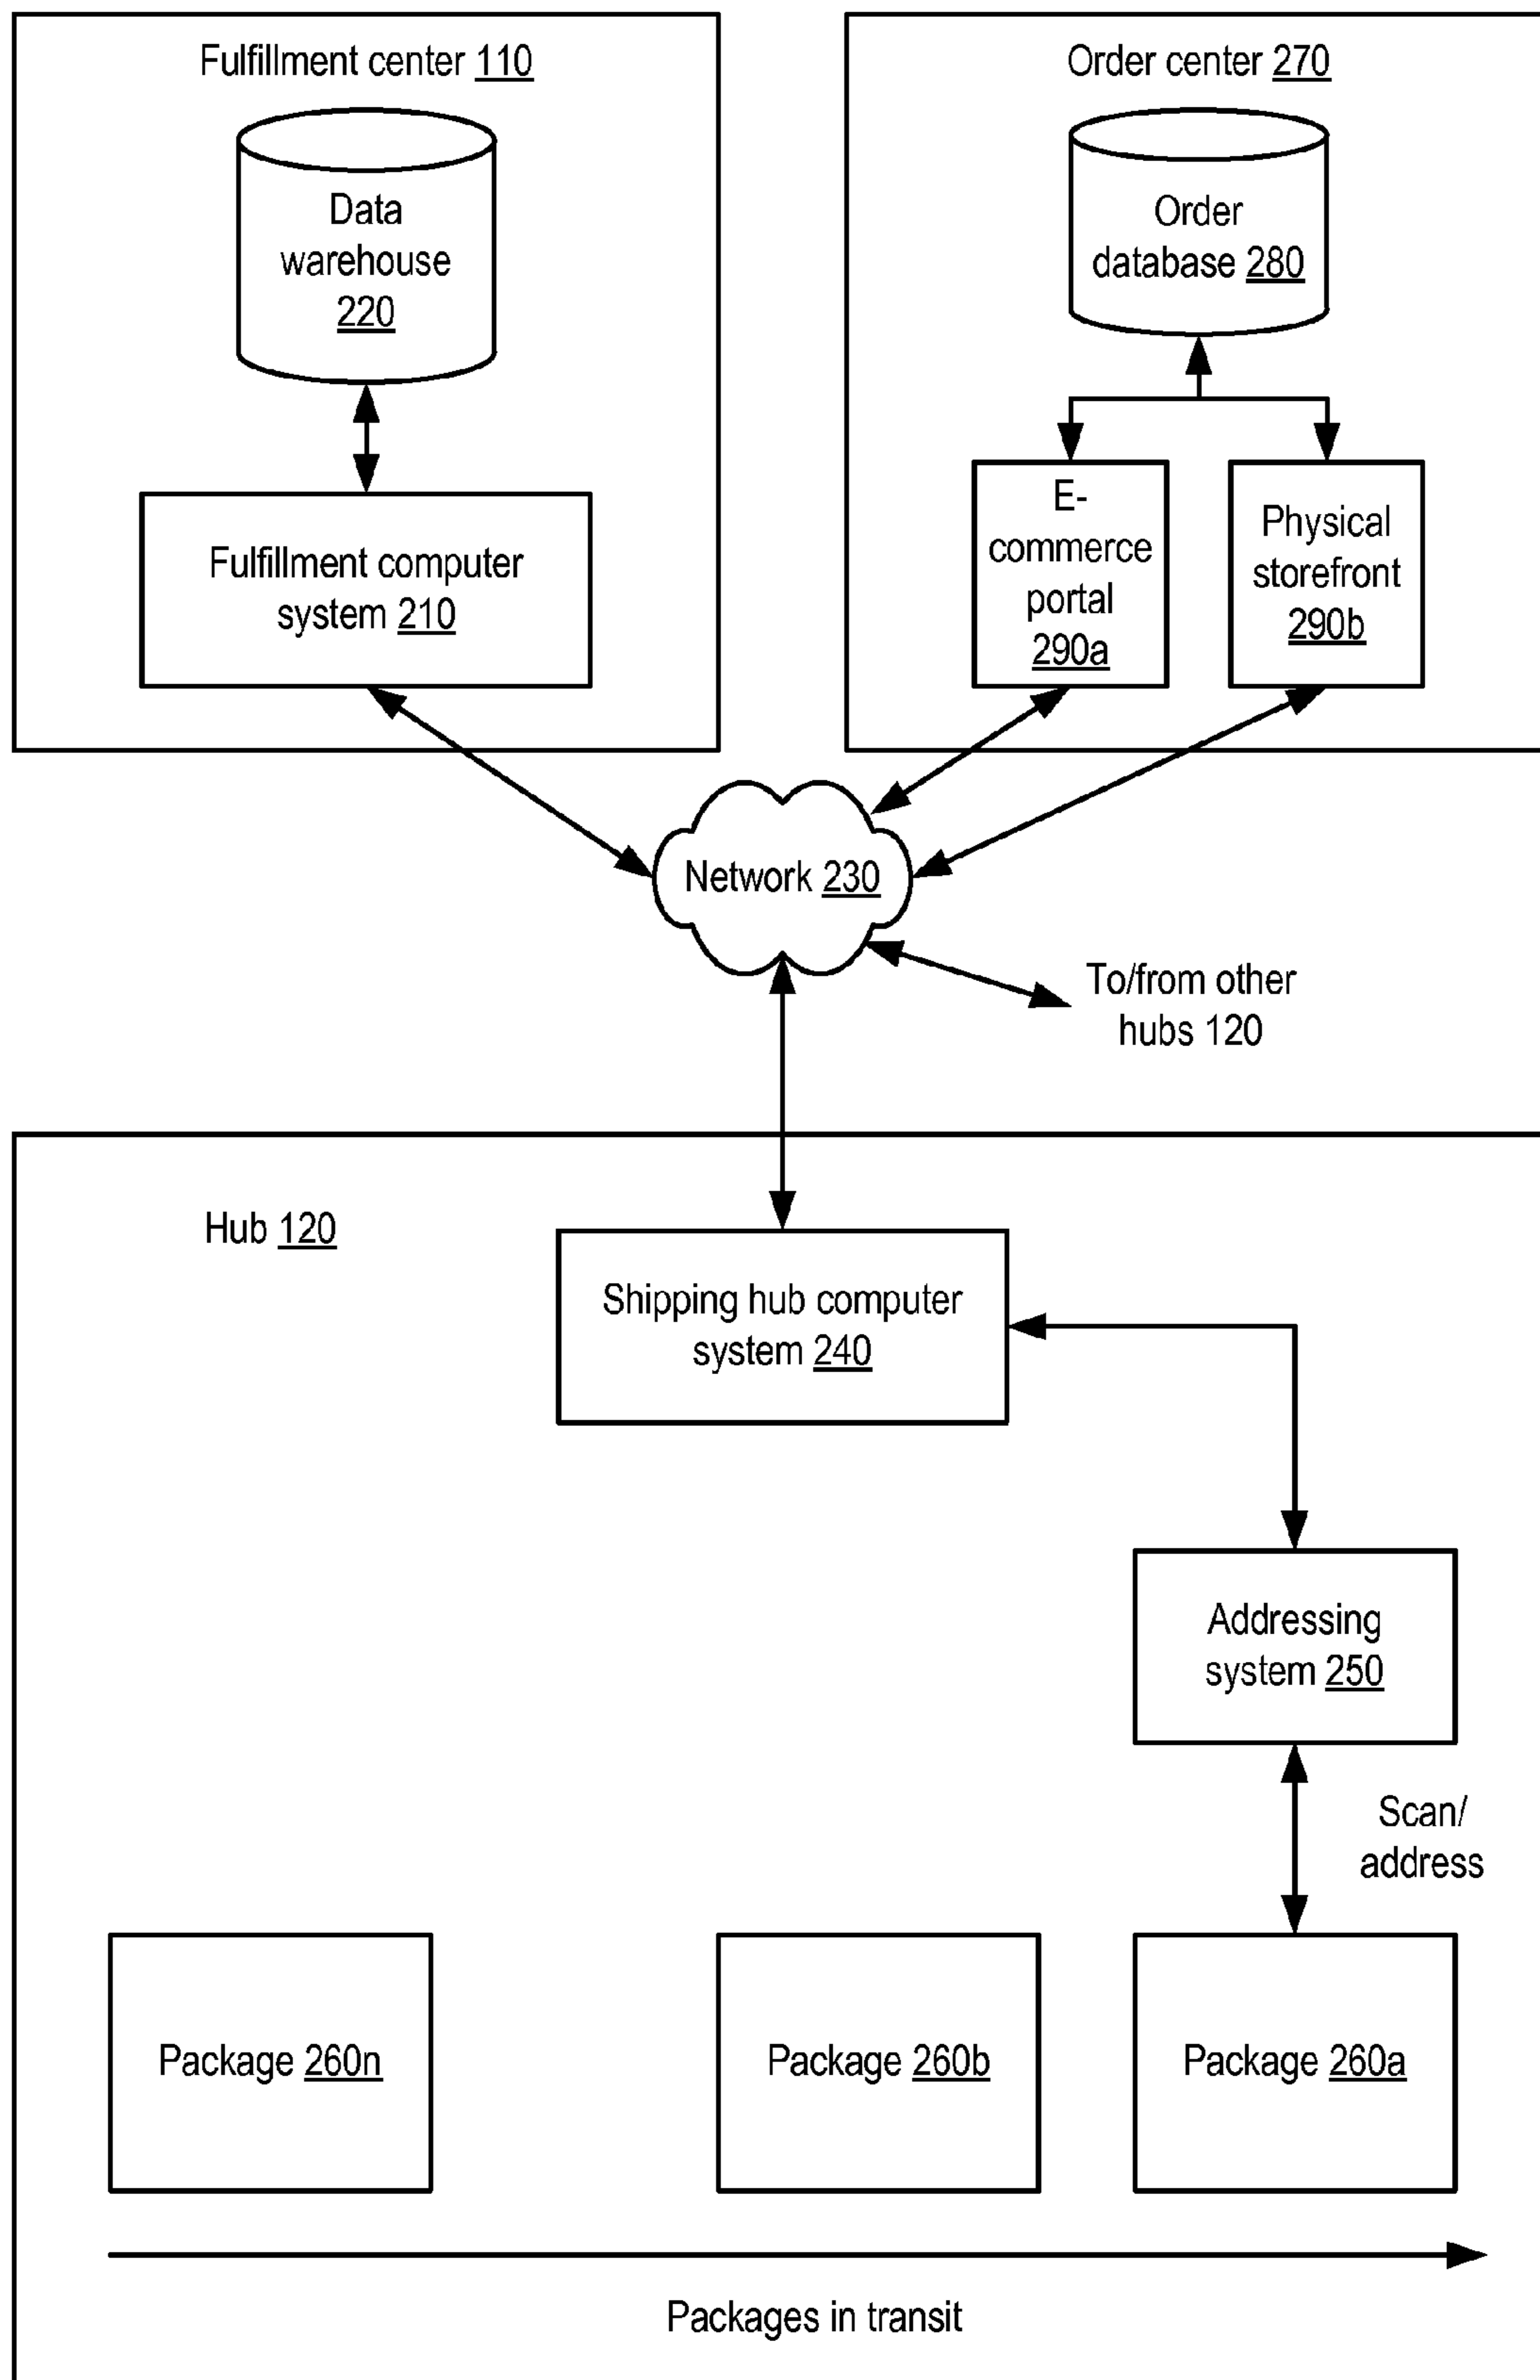 Fulfillment center 110
Data
warehouse
220
Fulfillment computer
system 210
Order center 270
Order
database 280
E-
commerce
portal
290a
Physical
storefront
290b
Network 230
To/from other
hubs 120
Hub 120
Shipping hub computer
system 240
Addressing
system 250
Scan/
address
Package 260n
Package 260b
Package 260a
Packages in transit